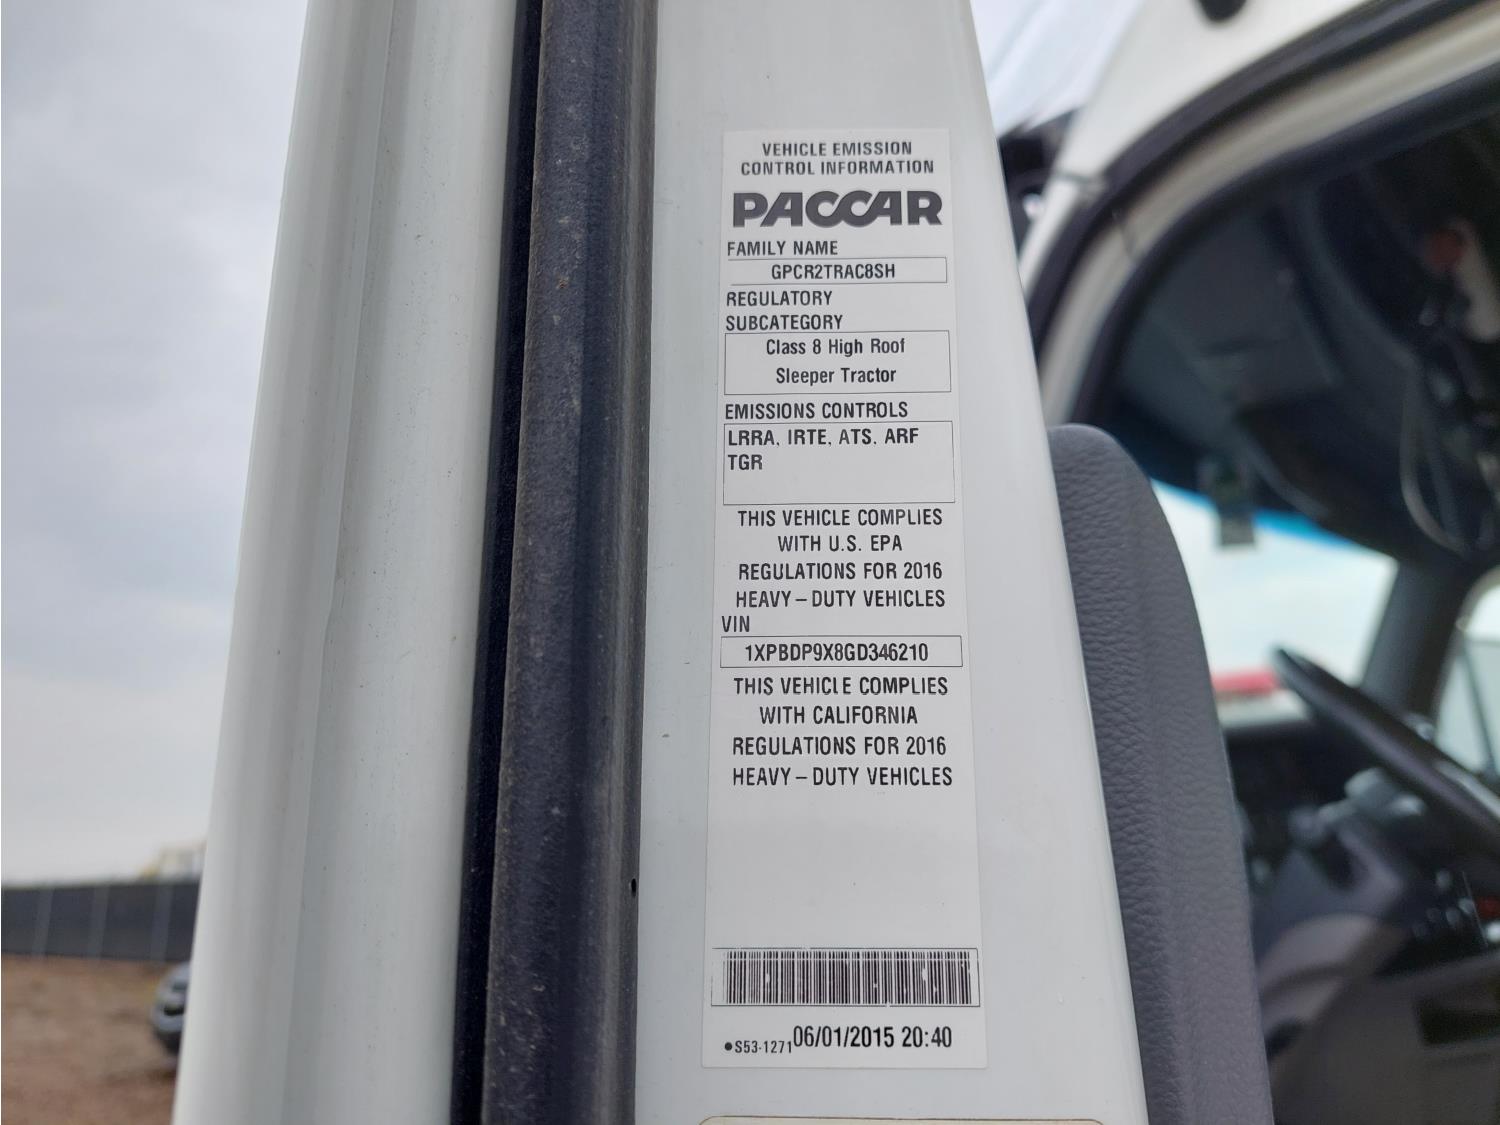 VEHICLE EMISSION
CONTROL INFORMATION
PACCAR
FAMILY NAME
GPCR2TRAC8SH
REGULATORY
SUBCATEGORY
Class 8 High Roof
Sleeper Tractor
EMISSIONS CONTROLS
LRRA, IRTE, ATS, ARF
TGR
THIS VEHICLE COMPLIES
WITH U.S. EPA
REGULATIONS FOR 2016
HEAVY – DUTY VEHICLES
VIN
1XPBDP9X8GD346210
THIS VEHICLE COMPLIES
WITH CALIFORNIA
REGULATIONS FOR 2016
HEAVY – DUTY VEHICLES
●S53-1271 06/01/2015 20:40